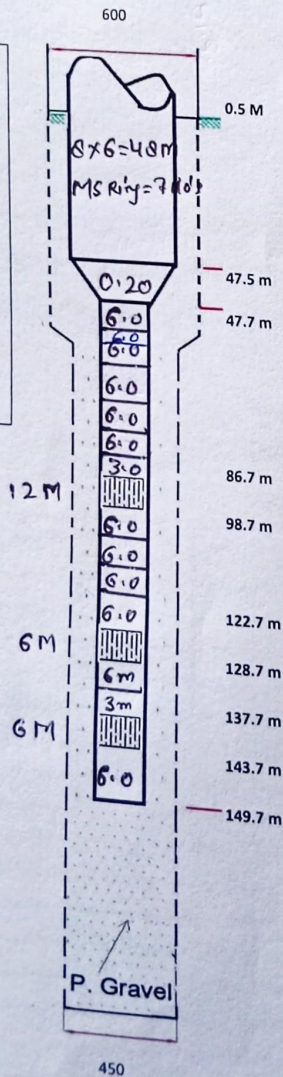 600
0.5 M
8x6=48m
MS Ring=7 No's
0.20
47.5 m
47.7 m
6.0
6.0
6.0
6.0
6.0
6.0
3.0
86.7 m
12 M
98.7 m
6.0
6.0
6.0
6.0
122.7 m
6 M
128.7 m
6m
3m
137.7 m
6 M
143.7 m
6.0
149.7 m
P. Gravel
450